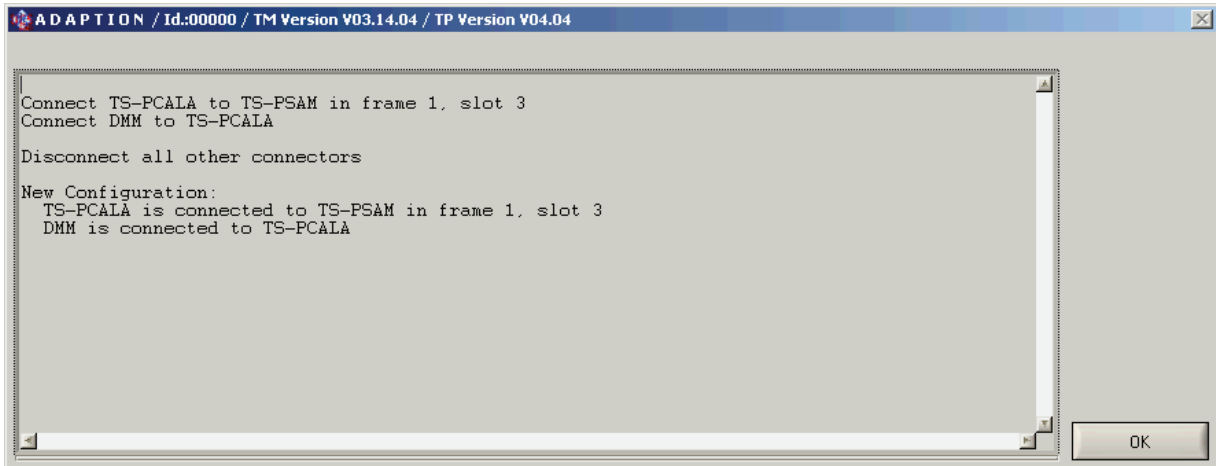 ADAPTION / Id.:00000 / TM Version V03.14.04 / TP Version V04.04
Connect TS-PCALA to TS-PSAM in frame 1, slot 3
Connect DMM to TS-PCALA
Disconnect all other connectors
New Configuration:
TS-PCALA is connected to TS-PSAM in frame 1, slot 3
DMM is connected to TS-PCALA
OK